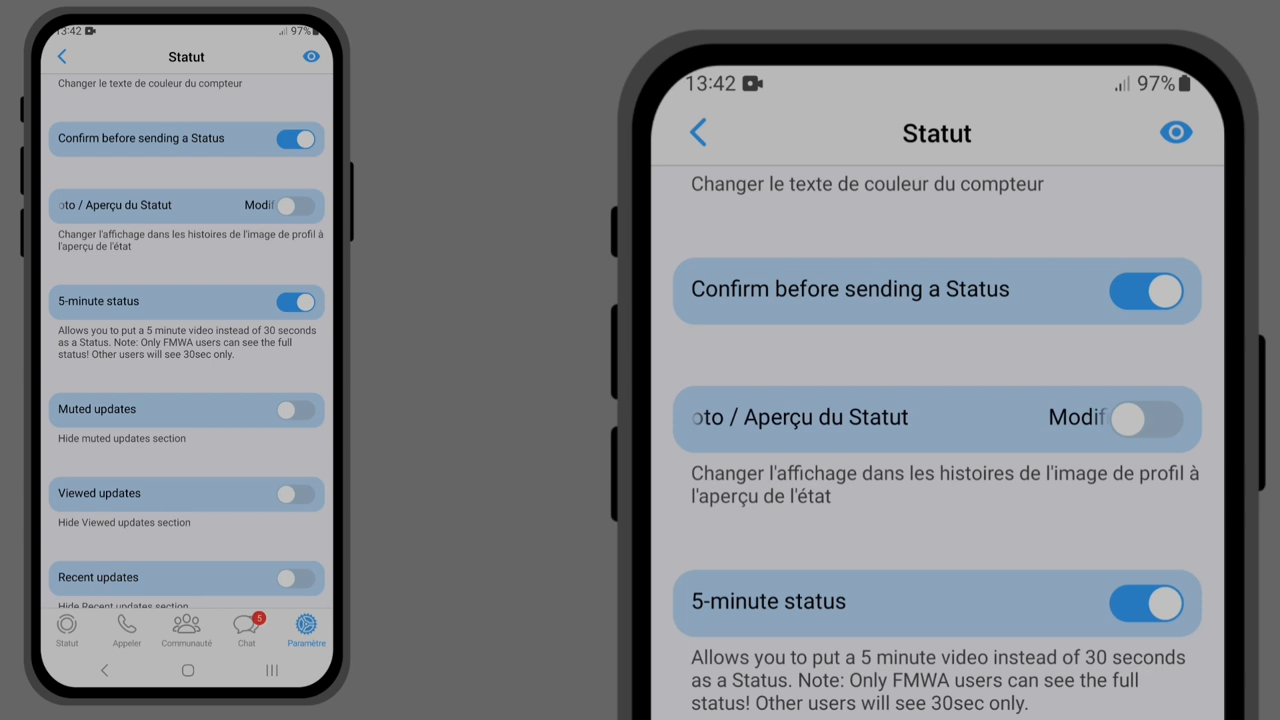 13:42
97%
Statut
Changer le texte de couleur du compteur
Confirm before sending a Status
oto / Aperçu du Statut Modif
Changer l'affichage dans les histoires de l'image de profil à
l'aperçu de l'état
5-minute status
Allows you to put a 5 minute video instead of 30 seconds
as a Status. Note: Only FMWA users can see the full
status! Other users will see 30sec only.
Muted updates
Hide muted updates section
Viewed updates
Hide Viewed updates section
Recent updates
Hide Recent updates section
5
Statut Appeler Communauté Chat Paramètre
13:42
97%
Statut
Changer le texte de couleur du compteur
Confirm before sending a Status
oto / Aperçu du Statut Modif
Changer l'affichage dans les histoires de l'image de profil à
l'aperçu de l'état
5-minute status
Allows you to put a 5 minute video instead of 30 seconds
as a Status. Note: Only FMWA users can see the full
status! Other users will see 30sec only.